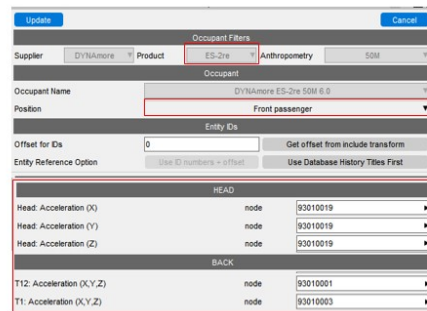 Update Cancel
Occupant Filters
Supplier DYNAmore Product ES-2re Anthropometry 50M
Occupant
Occupant Name DYNAmore ES-2re 50M 6.0
Position Front passenger
Entity IDs
Offset for IDs 0 Get offset from include transform
Entity Reference Option Use ID numbers + offset Use Database History Titles First
HEAD
Head: Acceleration (X) node 93010019
Head: Acceleration (Y) node 93010019
Head: Acceleration (Z) node 93010019
BACK
T12: Acceleration (X,Y,Z) node 93010001
T1: Acceleration (X,Y,Z) node 93010003